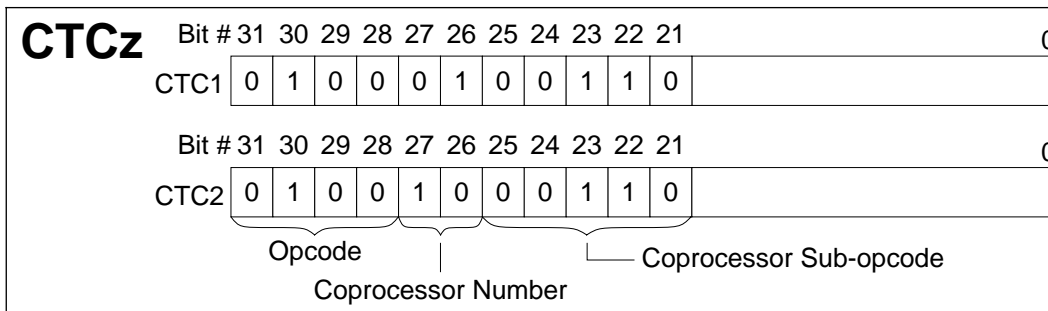 CTCz Bit # 31 30 29 28 27 26 25 24 23 22 21 0
CTC1 0 1 0 0 0 1 0 0 1 1 0
Bit # 31 30 29 28 27 26 25 24 23 22 21 0
CTC2 0 1 0 0 1 0 0 0 1 1 0
Opcode Coprocessor Sub-opcode
Coprocessor Number